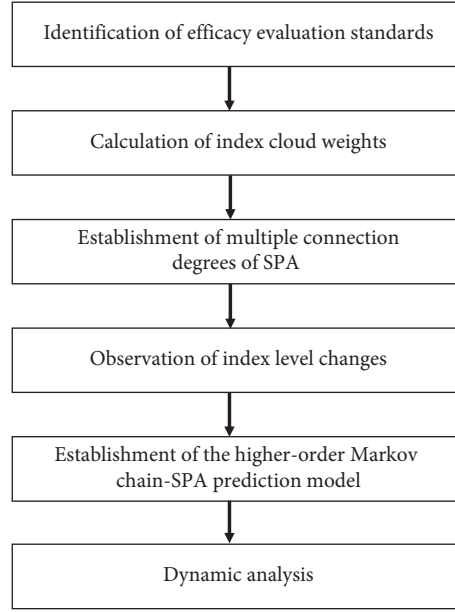 Identification of efficacy evaluation standards
Calculation of index cloud weights
Establishment of multiple connection
degrees of SPA
Observation of index level changes
Establishment of the higher-order Markov
chain-SPA prediction model
Dynamic analysis